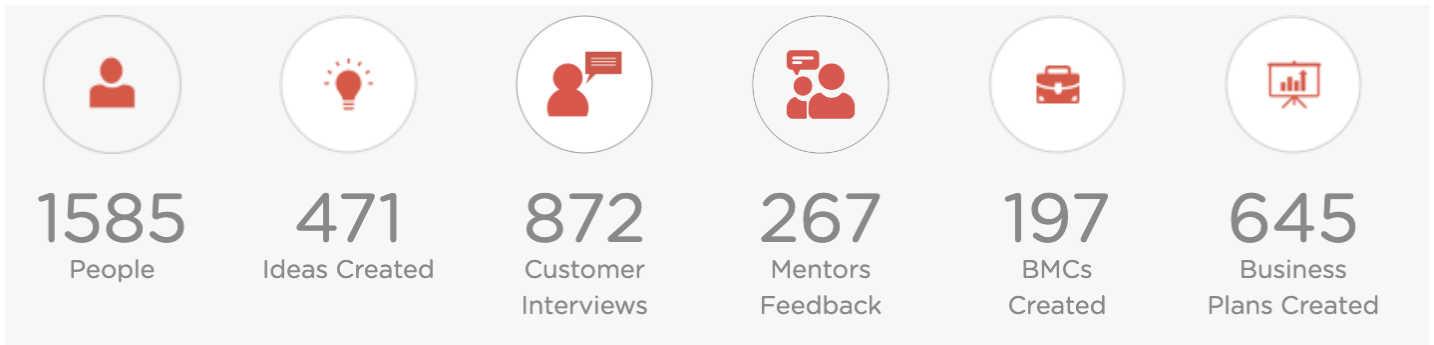 1585
People
471
Ideas Created
872
Customer
Interviews
267
Mentors
Feedback
197
BMCs
Created
645
Business
Plans Created